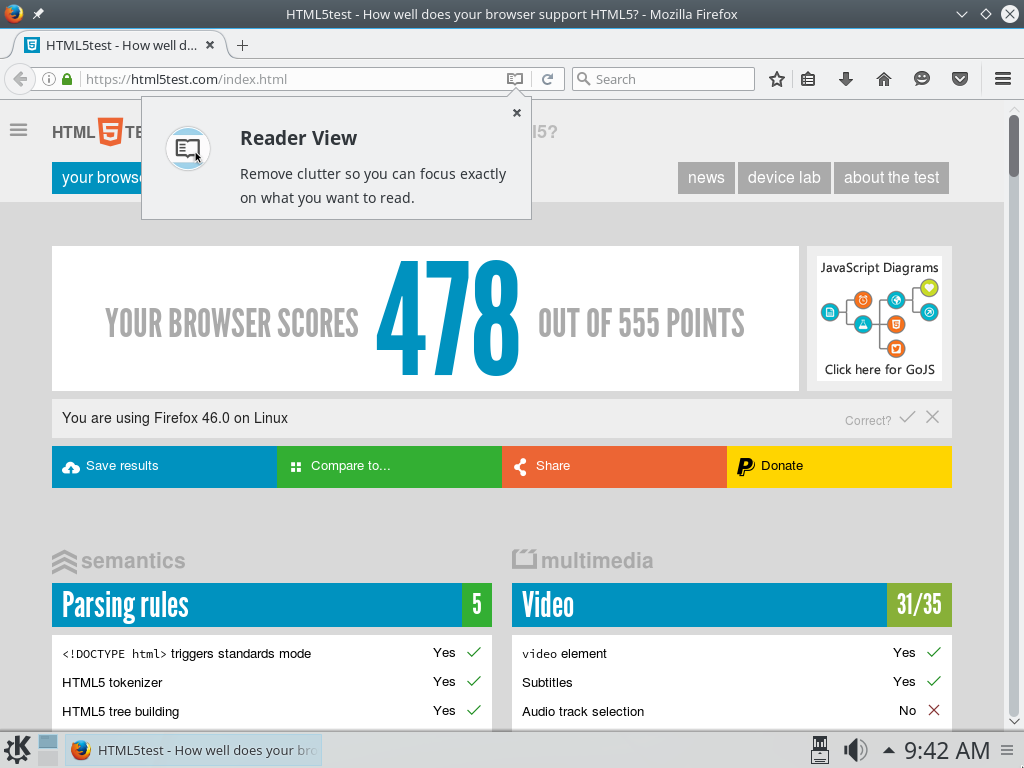 HTML5test - How well does your browser support HTML5? - Mozilla Firefox
HTML5test - How well d...
https://html5test.com/index.html
Search
Reader View
Remove clutter so you can focus exactly
on what you want to read.
HTML 5 TE
L5?
your browse
news
device lab
about the test
YOUR BROWSER SCORES 478 OUT OF 555 POINTS
JavaScript Diagrams
Click here for GoJS
You are using Firefox 46.0 on Linux
Correct?
Save results
Compare to...
Share
Donate
semantics
Parsing rules 5
<!DOCTYPE html> triggers standards mode Yes
HTML5 tokenizer Yes
HTML5 tree building Yes
multimedia
Video 31/35
video element Yes
Subtitles Yes
Audio track selection No
HTML5test - How well does your bro
9:42 AM